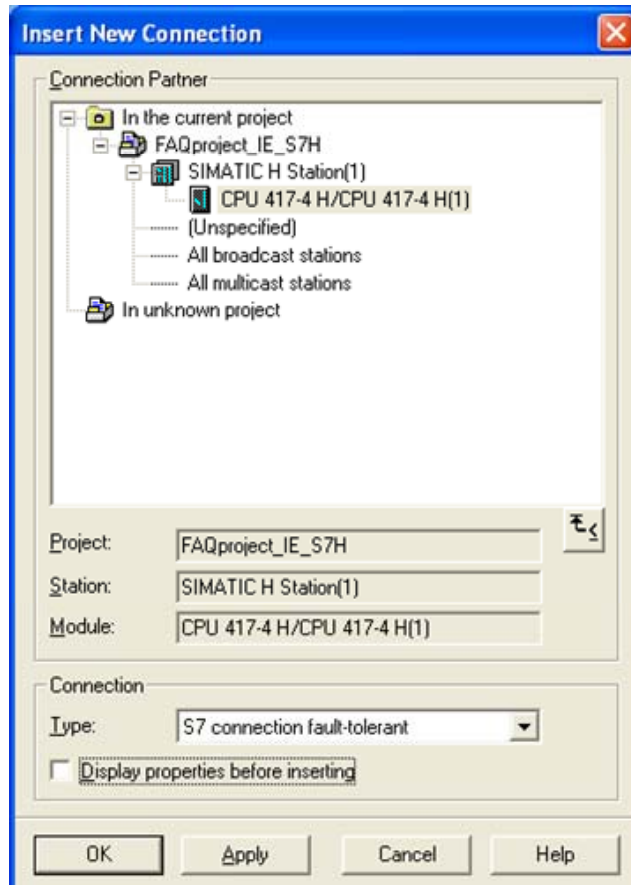 Insert New Connection
Connection Partner
In the current project
FAQproject_IE_S7H
SIMATIC H Station(1)
CPU 417-4 H/CPU 417-4 H(1)
(Unspecified)
All broadcast stations
All multicast stations
In unknown project
Project: FAQproject_IE_S7H
Station: SIMATIC H Station(1)
Module: CPU 417-4 H/CPU 417-4 H(1)
Connection
Type: S7 connection fault-tolerant
Display properties before inserting
OK Apply Cancel Help